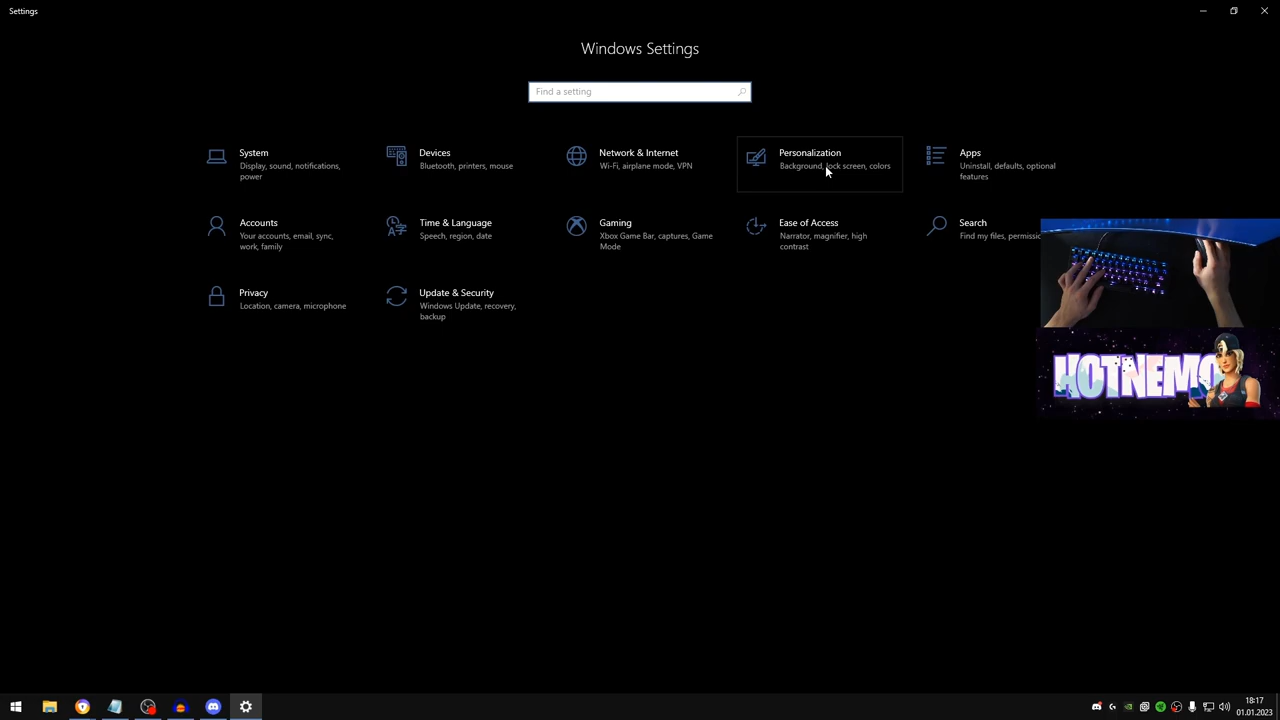 Settings
Windows Settings
Find a setting
System
Display, sound, notifications,
power
Devices
Bluetooth, printers, mouse
Network & Internet
Wi-Fi, airplane mode, VPN
Personalization
Background, lock screen, colors
Apps
Uninstall, defaults, optional
features
Accounts
Your accounts, email, sync,
work, family
Time & Language
Speech, region, date
Gaming
Xbox Game Bar, captures, Game
Mode
Ease of Access
Narrator, magnifier, high
contrast
Search
Find my files,
Privacy
Location, camera, microphone
Update & Security
Windows Update, recovery,
backup
HOTNEMO
18:17
01.01.2023